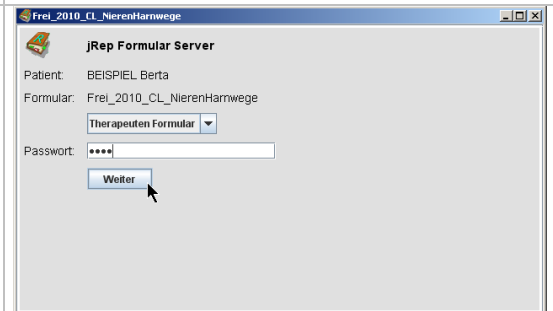 Frei_2010_CL_NierenHarnwege
jRep Formular Server
Patient: BEISPIEL Berta
Formular: Frei_2010_CL_NierenHarnwege
Therapeuten Formular
Passwort: ••••
Weiter